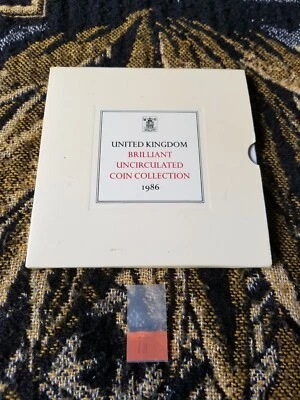 UNITED KINGDOM
BRILLIANT
UNCIRCULATED
COIN COLLECTION
1986